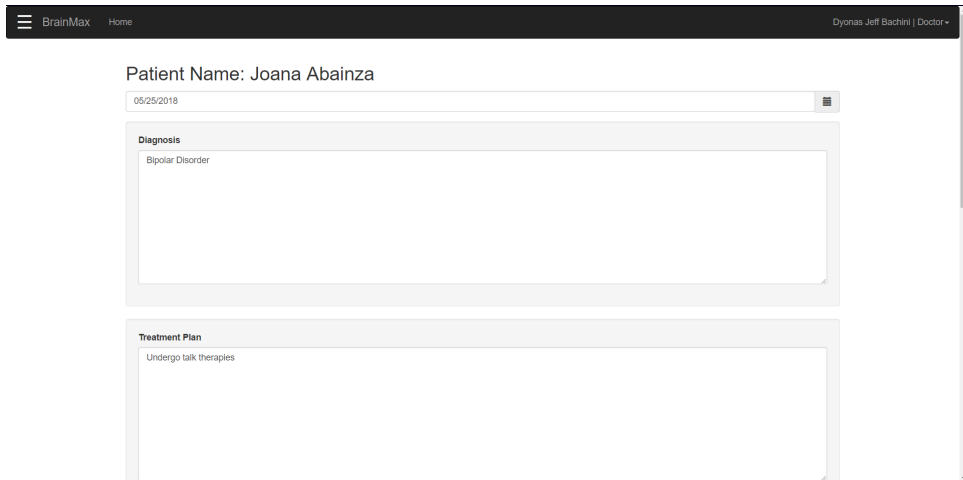 BrainMax Home Dyonas Jeff Bachini | Doctor
Patient Name: Joana Abainza
05/25/2018
Diagnosis
Bipolar Disorder
Treatment Plan
Undergo talk therapies